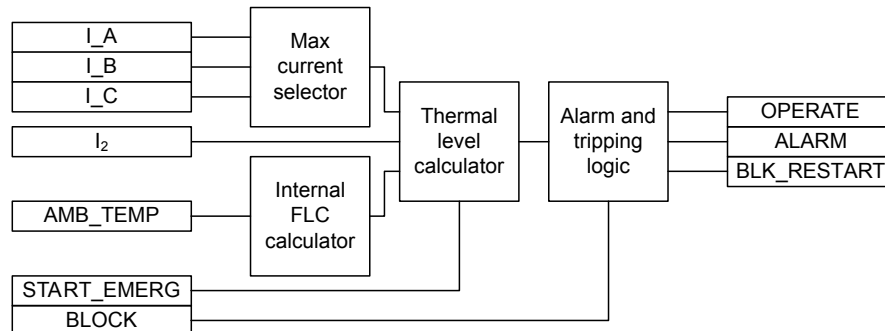 I_A
I_B
I_C
I₂
AMB_TEMP
START_EMERG
BLOCK
Max
current
selector
Internal
FLC
calculator
Thermal
level
calculator
Alarm and
tripping
logic
OPERATE
ALARM
BLK_RESTART